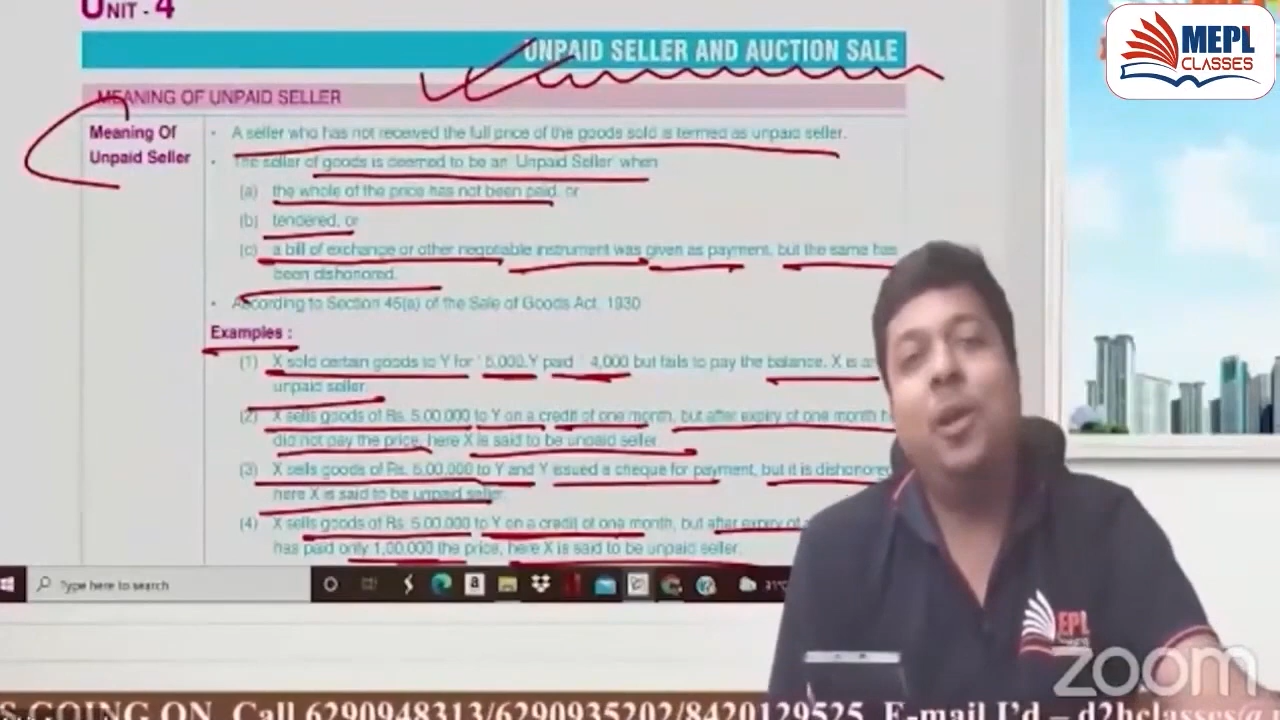 UNIT - 4
UNPAID SELLER AND AUCTION SALE
MEPL
CLASSES
MEANING OF UNPAID SELLER
Meaning Of
Unpaid Seller
• A seller who has not received the full price of the goods sold is termed as unpaid seller.
• The seller of goods is deemed to be an 'Unpaid Seller' when
(a) the whole of the price has not been paid, or
(b) tendered, or
(c) a bill of exchange or other negotiable instrument was given as payment, but the same has
been dishonored.
• According to Section 45(a) of the Sale of Goods Act, 1930
Examples :
(1) X sold certain goods to Y for ` 5,000.Y paid ` 4,000 but fails to pay the balance. X is an
unpaid seller.
(2) X sells goods of Rs. 5,00,000 to Y on a credit of one month, but after expiry of one month h
did not pay the price, here X is said to be unpaid seller.
(3) X sells goods of Rs. 5,00,000 to Y and Y issued a cheque for payment, but it is dishonored
here X is said to be unpaid seller.
(4) X sells goods of Rs. 5,00,000 to Y on a credit of one month, but after expiry of
has paid only 1,00,000 the price, here X is said to be unpaid seller.
Type here to search
31°C
EPL
zoom
S GOING ON Call 6290948313/6290935202/8420129525 E-mail I'd – d2hclasses@